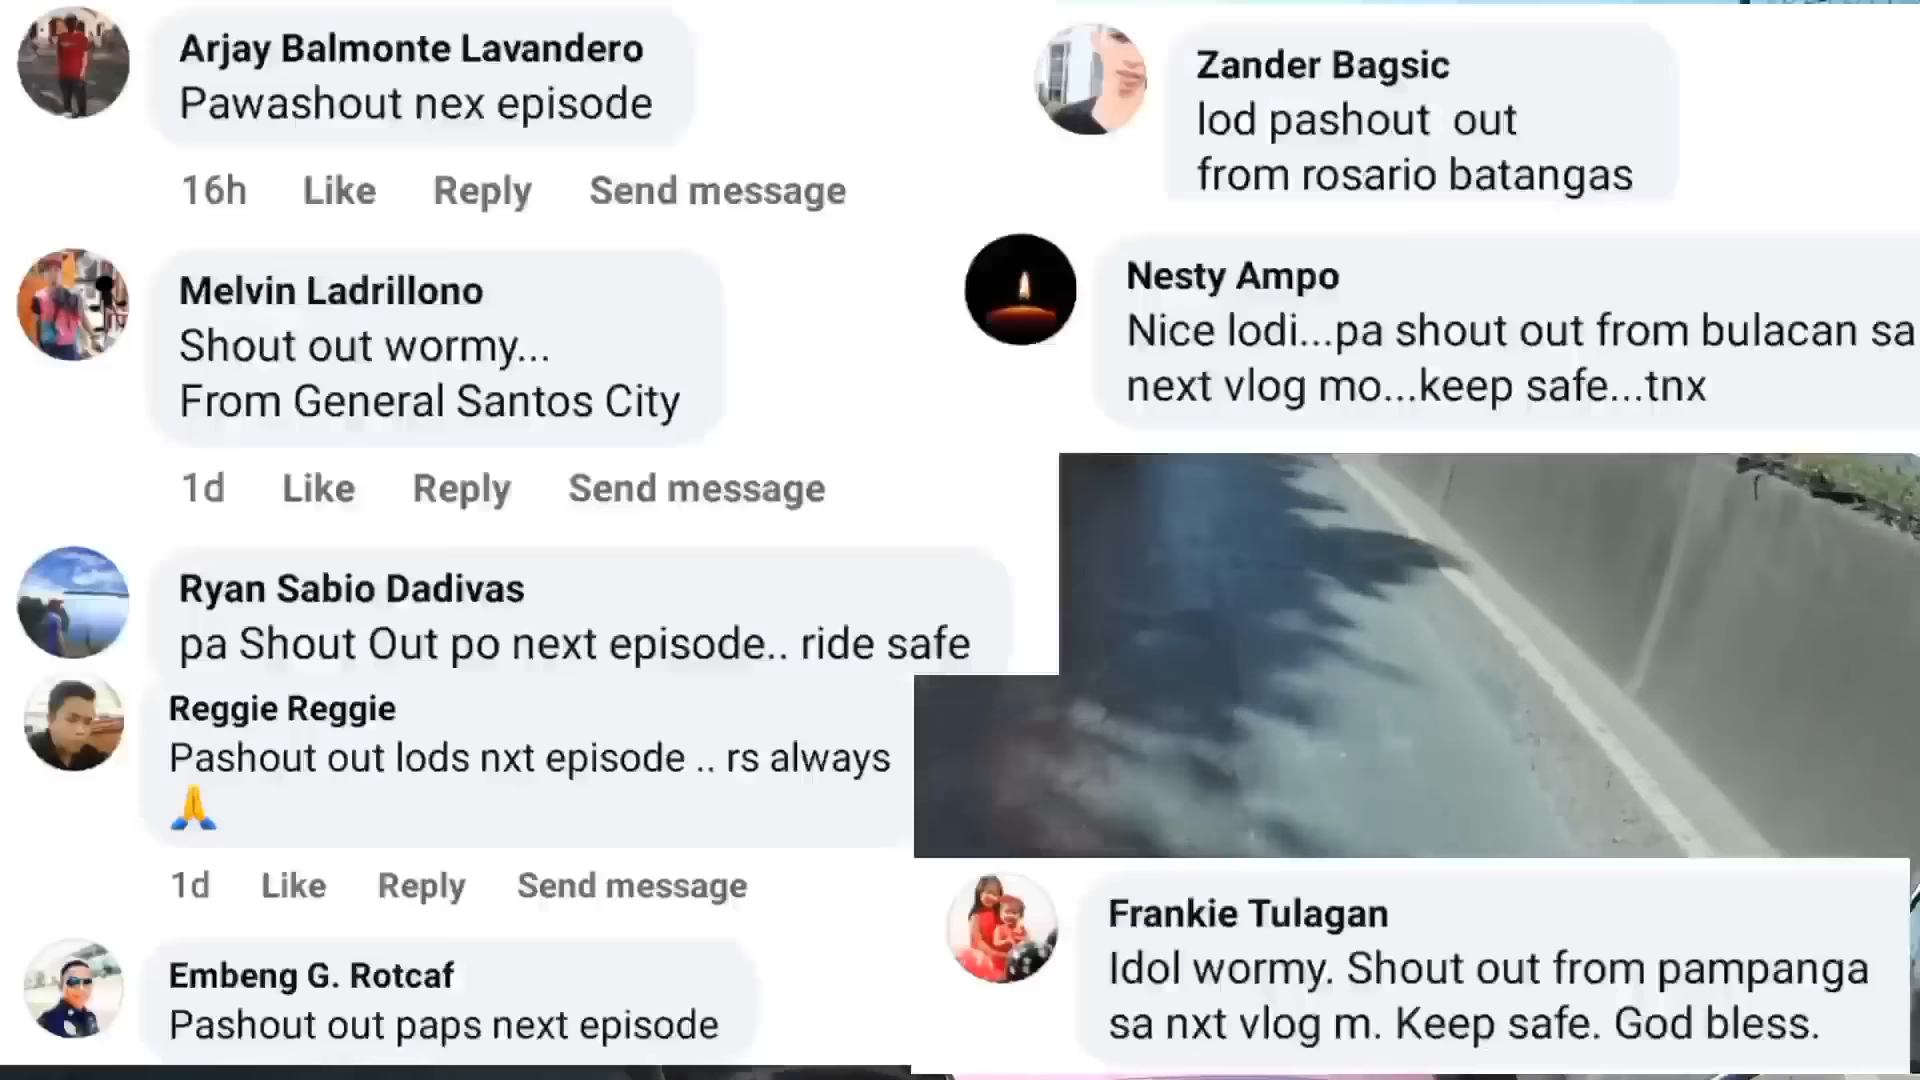 Arjay Balmonte Lavandero
Pawashout nex episode
16h Like Reply Send message
Melvin Ladrillono
Shout out wormy...
From General Santos City
1d Like Reply Send message
Ryan Sabio Dadivas
pa Shout Out po next episode.. ride safe
Reggie Reggie
Pashout out lods nxt episode .. rs always
🙏
1d Like Reply Send message
Embeng G. Rotcaf
Pashout out paps next episode
Zander Bagsic
lod pashout out
from rosario batangas
Nesty Ampo
Nice lodi...pa shout out from bulacan sa
next vlog mo...keep safe...tnx
Frankie Tulagan
Idol wormy. Shout out from pampanga
sa nxt vlog m. Keep safe. God bless.